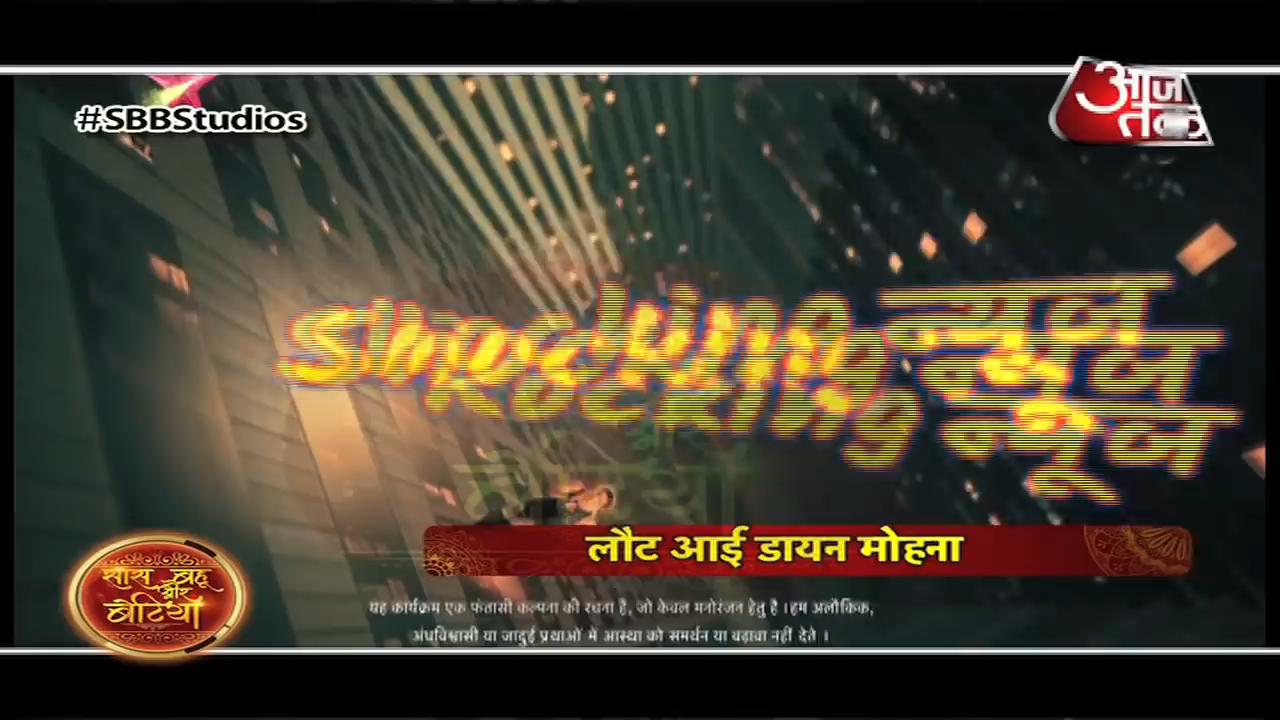 #SBBStudios
आज
तक
Shocking न्यूज
Rocking न्यूज
लौट आई डायन मोहना
सास बहू
और
बेटियाँ
यह कार्यक्रम एक फंतासी कल्पना की रचना है, जो केवल मनोरंजन हेतु है । हम अलौकिक,
अंधविश्वासी या जादुई प्रथाओं में आस्था को समर्थन या बढ़ावा नहीं देते ।